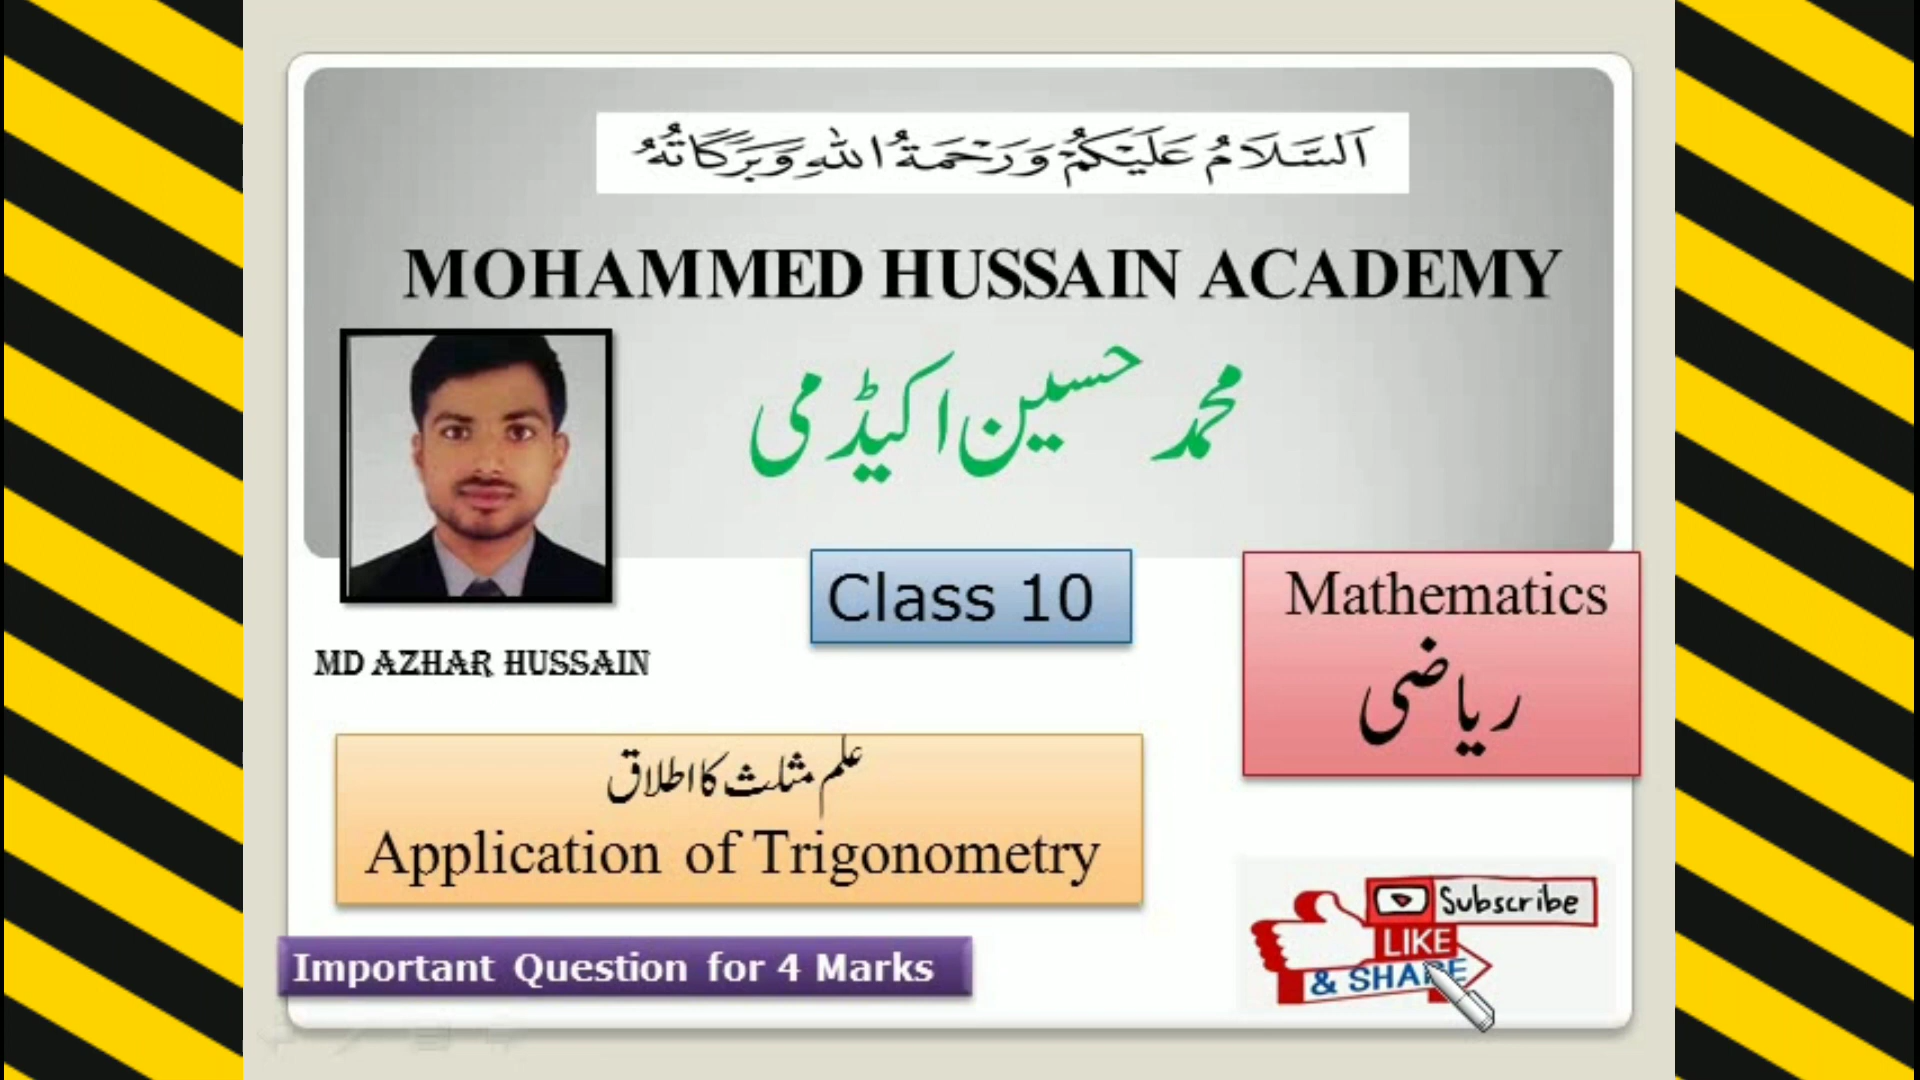 اَلسَّلَامُ عَلَيْكُمْ وَرَحْمَةُ اللهِ وَبَرَكَاتُهُ
MOHAMMED HUSSAIN ACADEMY
محمد حسین اکیڈمی
Class 10
Mathematics
ریاضی
MD AZHAR HUSSAIN
علم مثلث کا اطلاق
Application of Trigonometry
Important Question for 4 Marks
Subscribe
LIKE
& SHARE